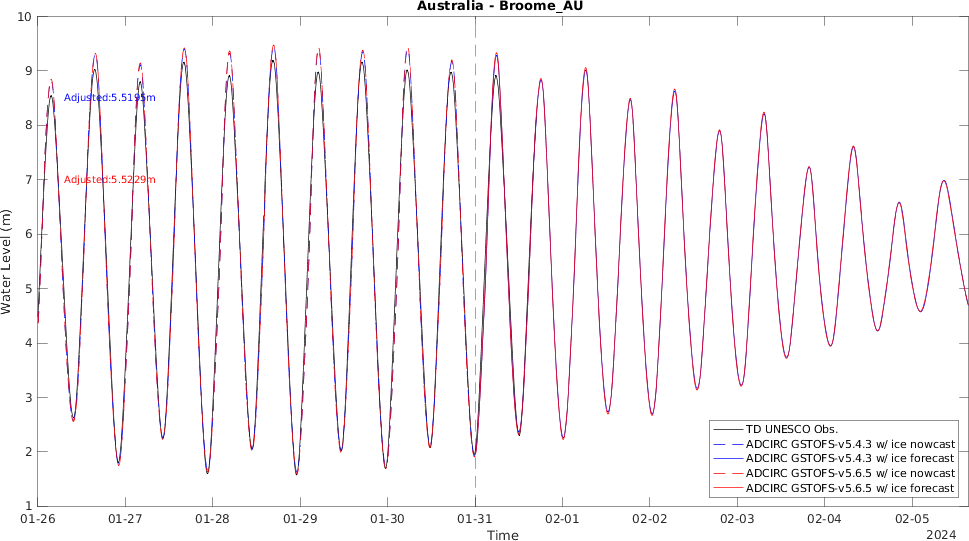 Australia - Broome_AU
10
9
8
7
6
5
4
3
2
1
Water Level (m)
Adjusted:5.5195m
Adjusted:5.5229m
TD UNESCO Obs.
ADCIRC GSTOFS-v5.4.3 w/ ice nowcast
ADCIRC GSTOFS-v5.4.3 w/ ice forecast
ADCIRC GSTOFS-v5.6.5 w/ ice nowcast
ADCIRC GSTOFS-v5.6.5 w/ ice forecast
01-26 01-27 01-28 01-29 01-30 01-31 02-01 02-02 02-03 02-04 02-05
Time
2024